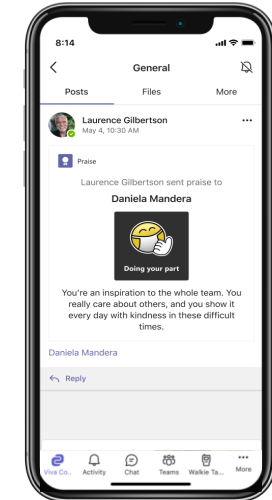 8:14
General
Posts Files More
Laurence Gilbertson
May 4, 10:30 AM
Praise
Laurence Gilbertson sent praise to
Daniela Mandera
Doing your part
You're an inspiration to the whole team. You
really care about others, and you show it
every day with kindness in these difficult
times.
Daniela Mandera
Reply
Viva Co... Activity Chat Teams Walkie Ta... More